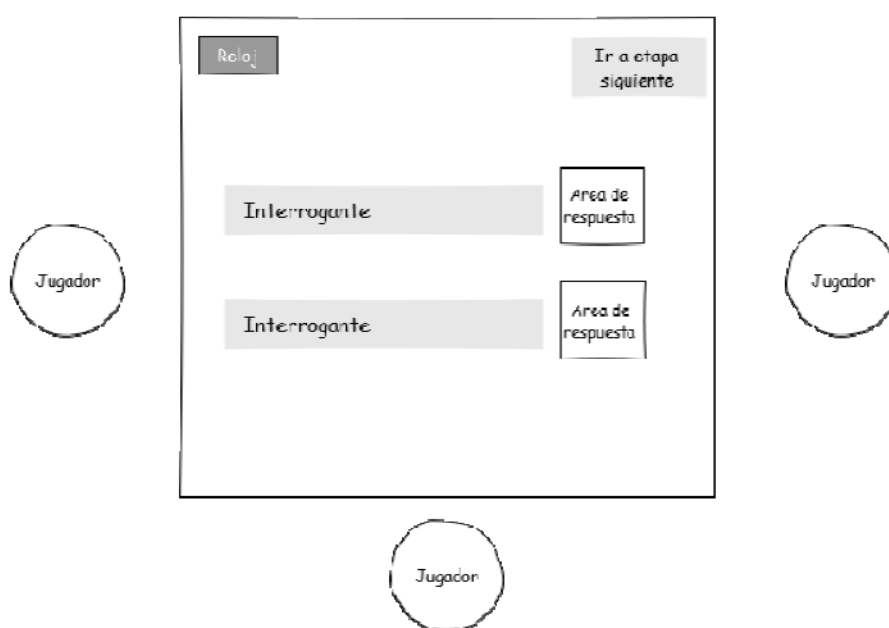 Reloj
Ir a etapa
siguiente
Interrogante
Area de
respuesta
Jugador
Jugador
Interrogante
Area de
respuesta
Jugador